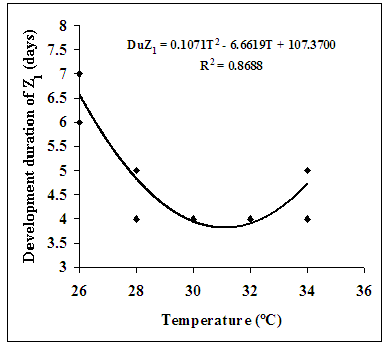 DuZ1 = 0.1071T2 - 6.6619T + 107.3700
R2 = 0.8688
Development duration of Z1 (days)
8
7.5
7
6.5
6
5.5
5
4.5
4
3.5
3
26 28 30 32 34 36
Temperature (°C)